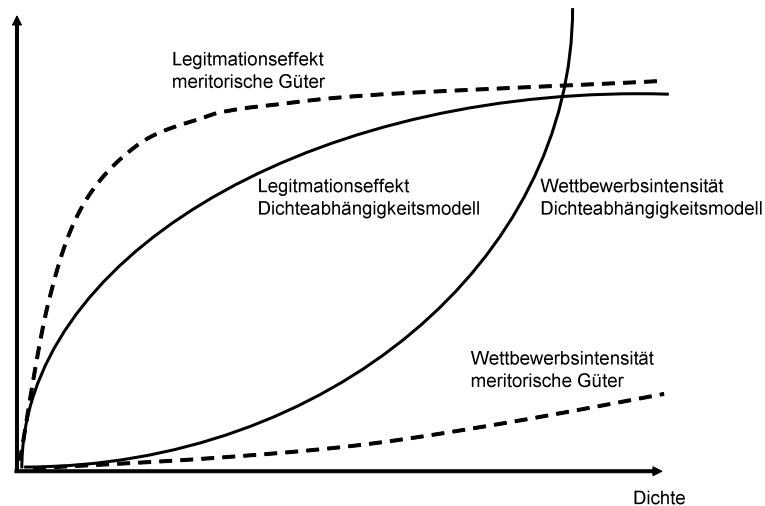 Legitmationseffekt
meritorische Güter
Legitmationseffekt
Dichteabhängigkeitsmodell
Wettbewerbsintensität
Dichteabhängigkeitsmodell
Wettbewerbsintensität
meritorische Güter
Dichte